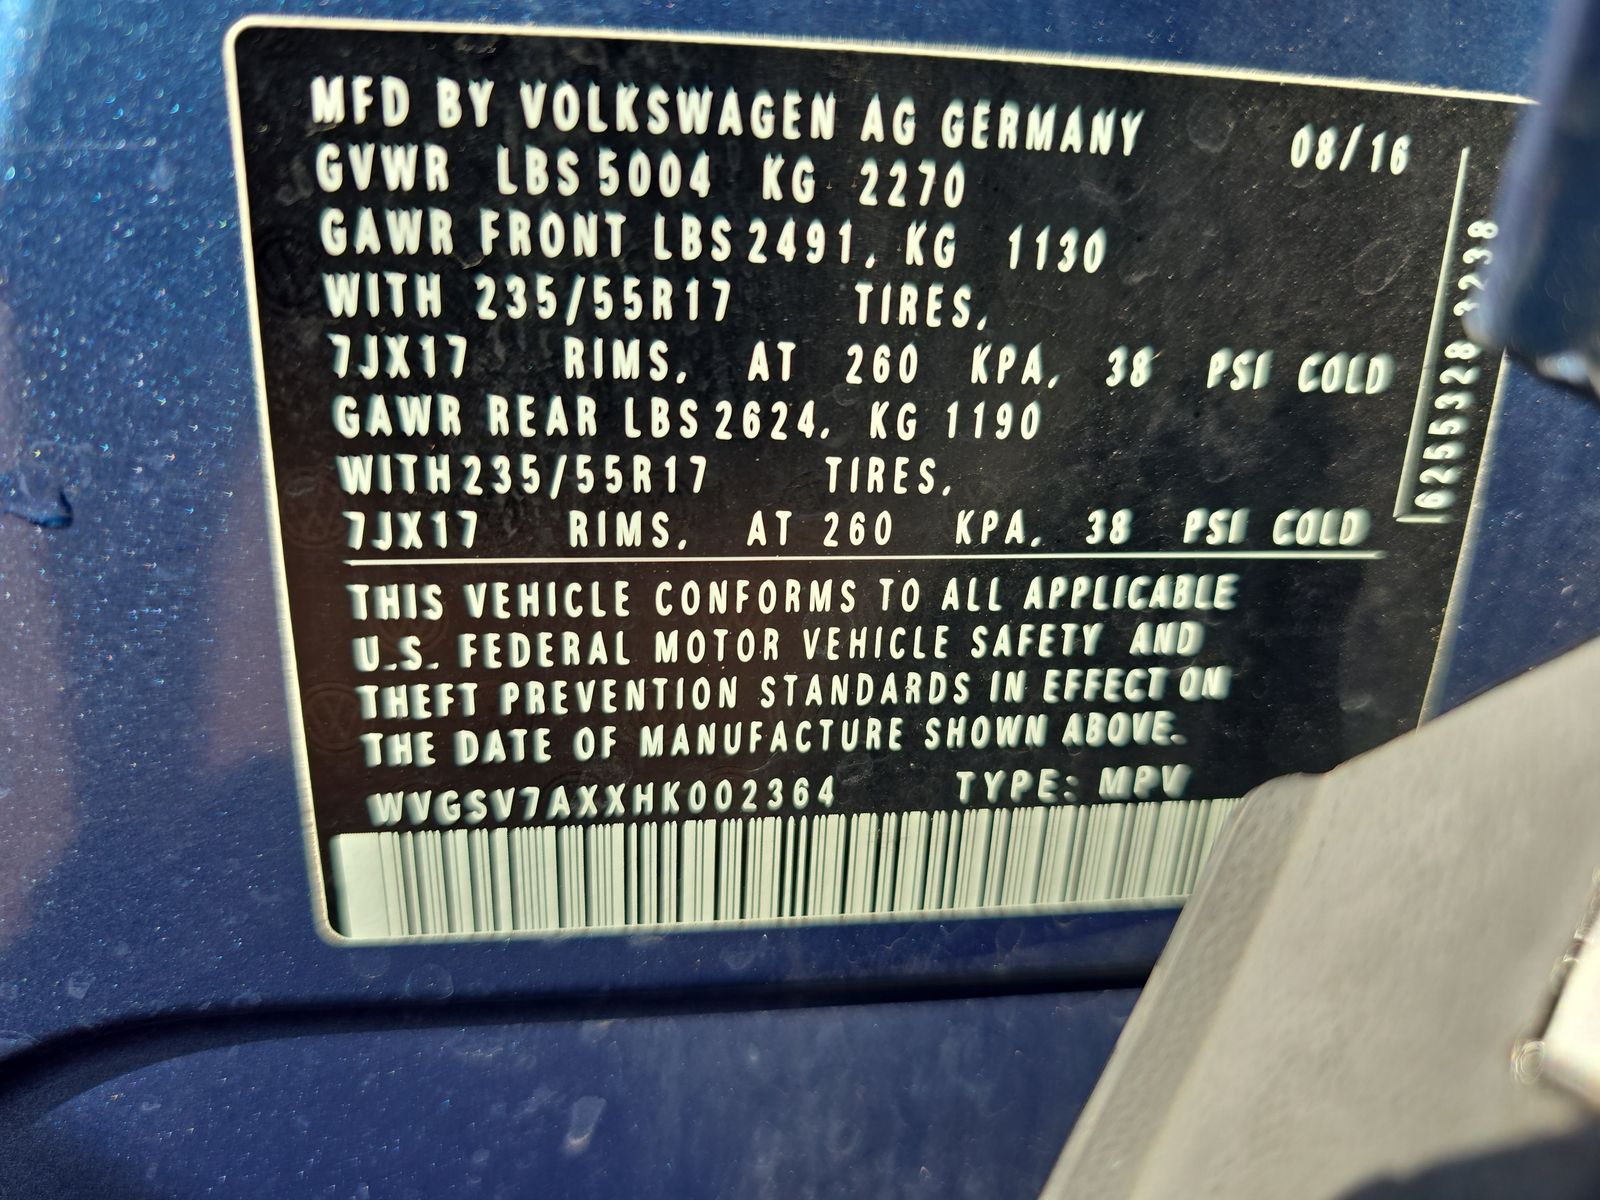 MFD BY VOLKSWAGEN AG GERMANY 08/16
GVWR LBS 5004 KG 2270
GAWR FRONT LBS 2491, KG 1130
WITH 235/55R17 TIRES,
7JX17 RIMS, AT 260 KPA, 38 PSI COLD
GAWR REAR LBS 2624, KG 1190
WITH 235/55R17 TIRES,
7JX17 RIMS, AT 260 KPA, 38 PSI COLD
THIS VEHICLE CONFORMS TO ALL APPLICABLE
U.S. FEDERAL MOTOR VEHICLE SAFETY AND
THEFT PREVENTION STANDARDS IN EFFECT ON
THE DATE OF MANUFACTURE SHOWN ABOVE.
WVGSV7AXXHK002364 TYPE: MPV